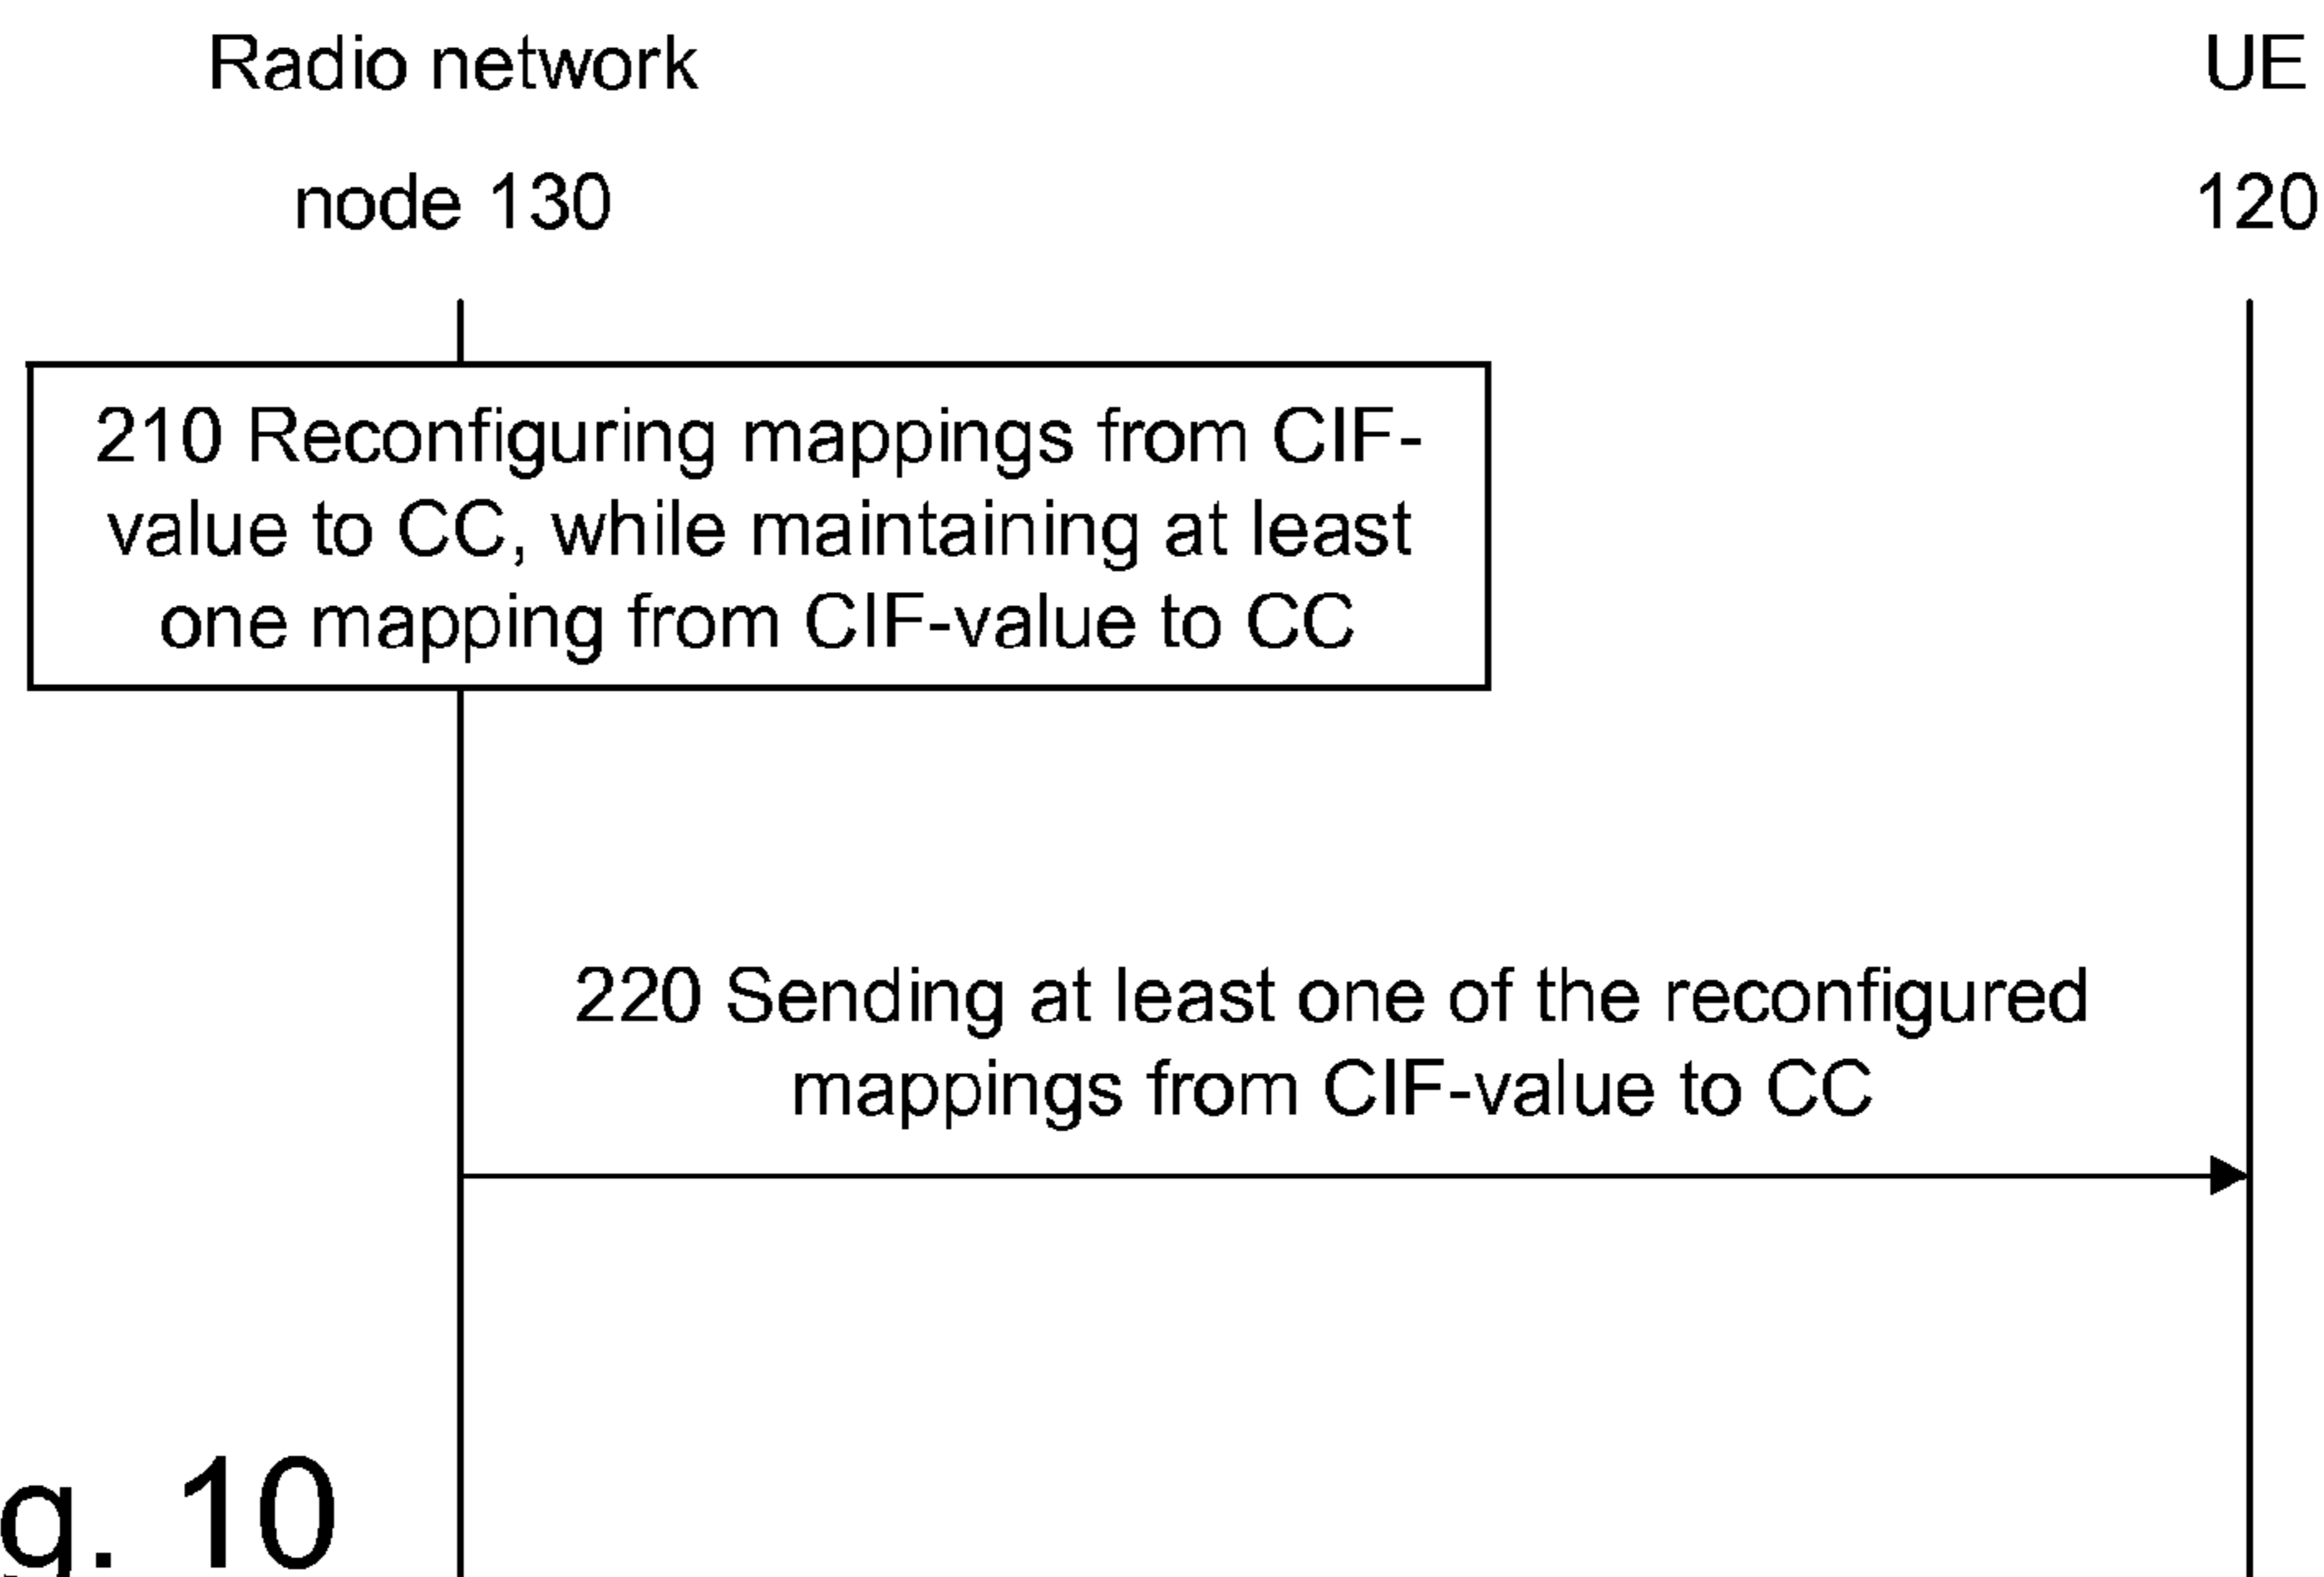 Radio network
node 130
UE
120
210 Reconfiguring mappings from CIF-
value to CC, while maintaining at least
one mapping from CIF-value to CC
220 Sending at least one of the reconfigured
mappings from CIF-value to CC
g. 10